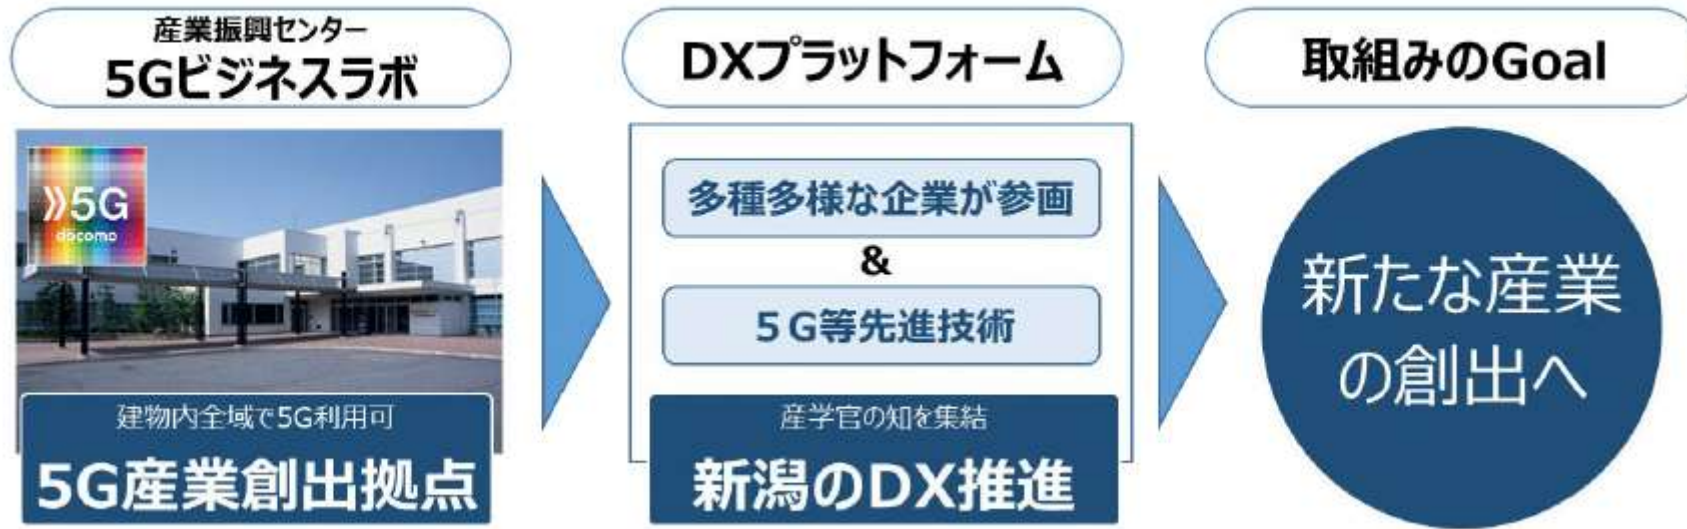 産業振興センター
5Gビジネスラボ
5G
docomo
建物内全域で5G利用可
5G産業創出拠点
DXプラットフォーム
多種多様な企業が参画
&
5G等先進技術
産学官の知を集結
新潟のDX推進
取組みのGoal
新たな産業
の創出へ